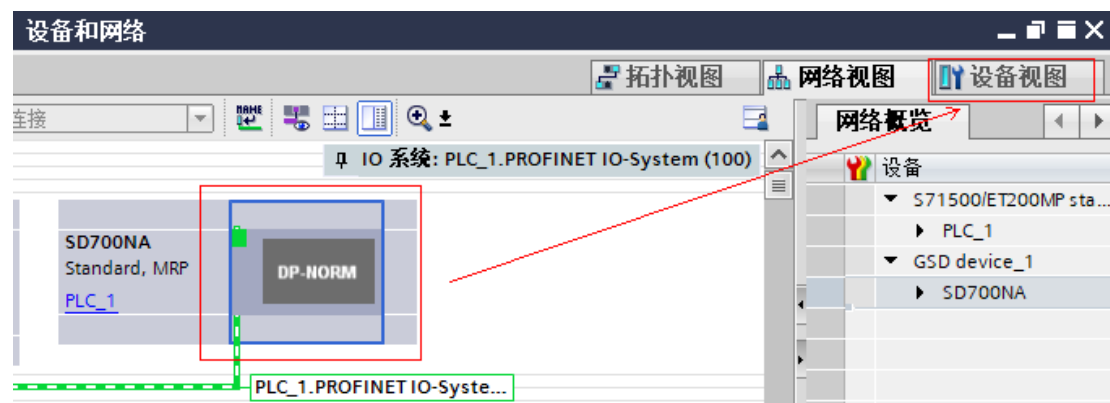 设备和网络
拓扑视图
网络视图
设备视图
连接
NAME
网络概览
IO 系统: PLC_1.PROFINET IO-System (100)
设备
S71500/ET200MP sta...
SD700NA
PLC_1
Standard, MRP
DP-NORM
GSD device_1
PLC_1
SD700NA
PLC_1.PROFINET IO-Syste...